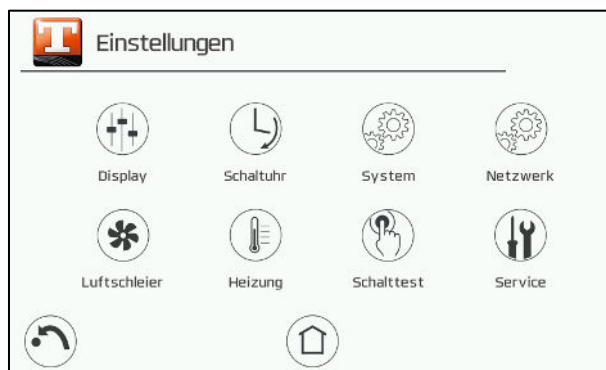 T Einstellungen
Display Schaltuhr System Netzwerk
Luftschleier Heizung Schalttest Service